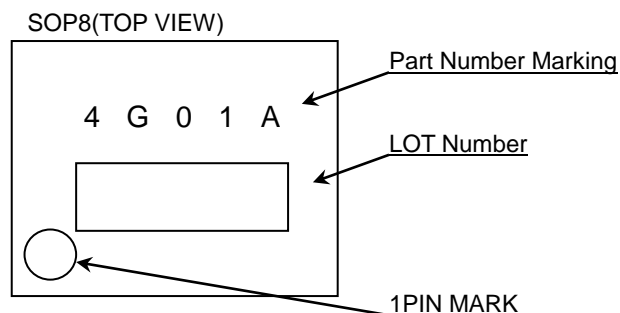 SOP8(TOP VIEW)
Part Number Marking
4 G 0 1 A
LOT Number
1PIN MARK